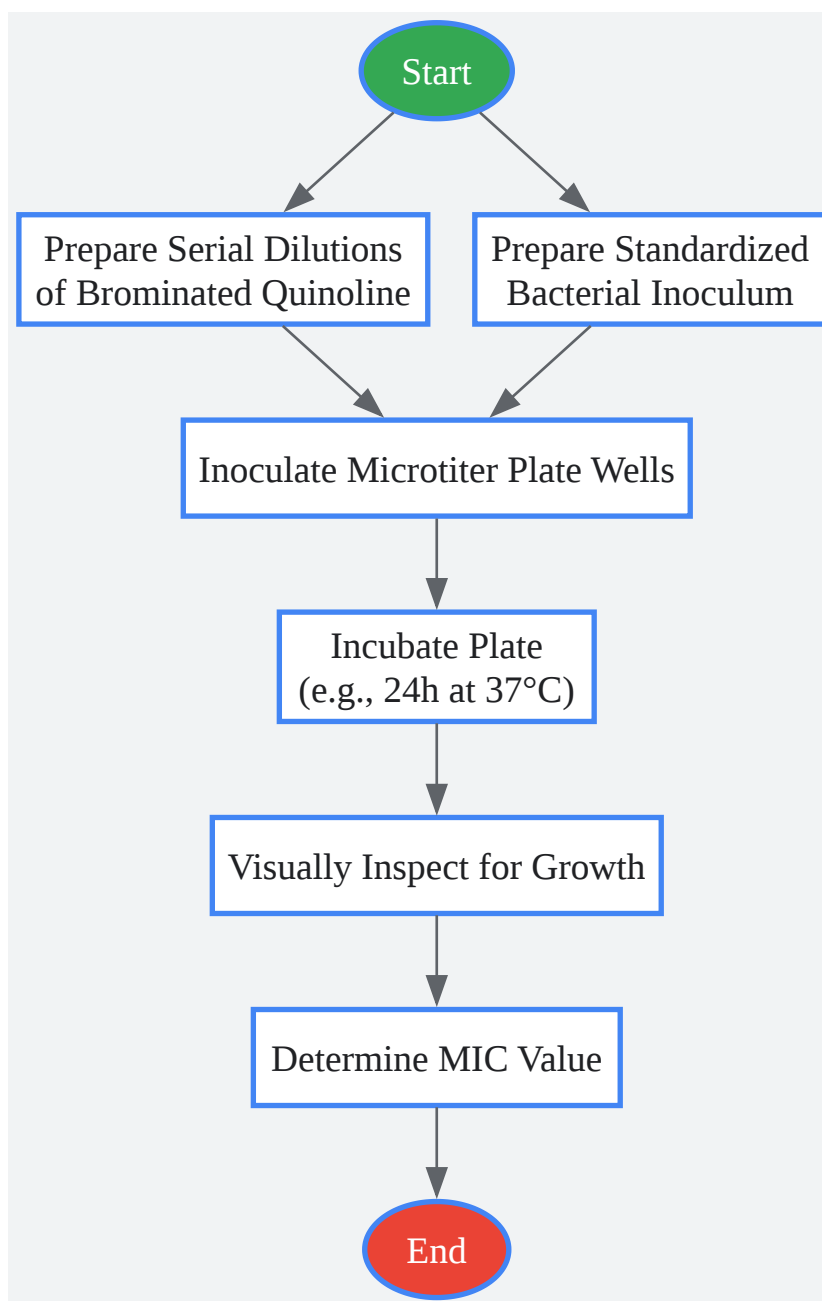 Start
Prepare Serial Dilutions
of Brominated Quinoline
Prepare Standardized
Bacterial Inoculum
Inoculate Microtiter Plate Wells
Incubate Plate
(e.g., 24h at 37°C)
Visually Inspect for Growth
Determine MIC Value
End